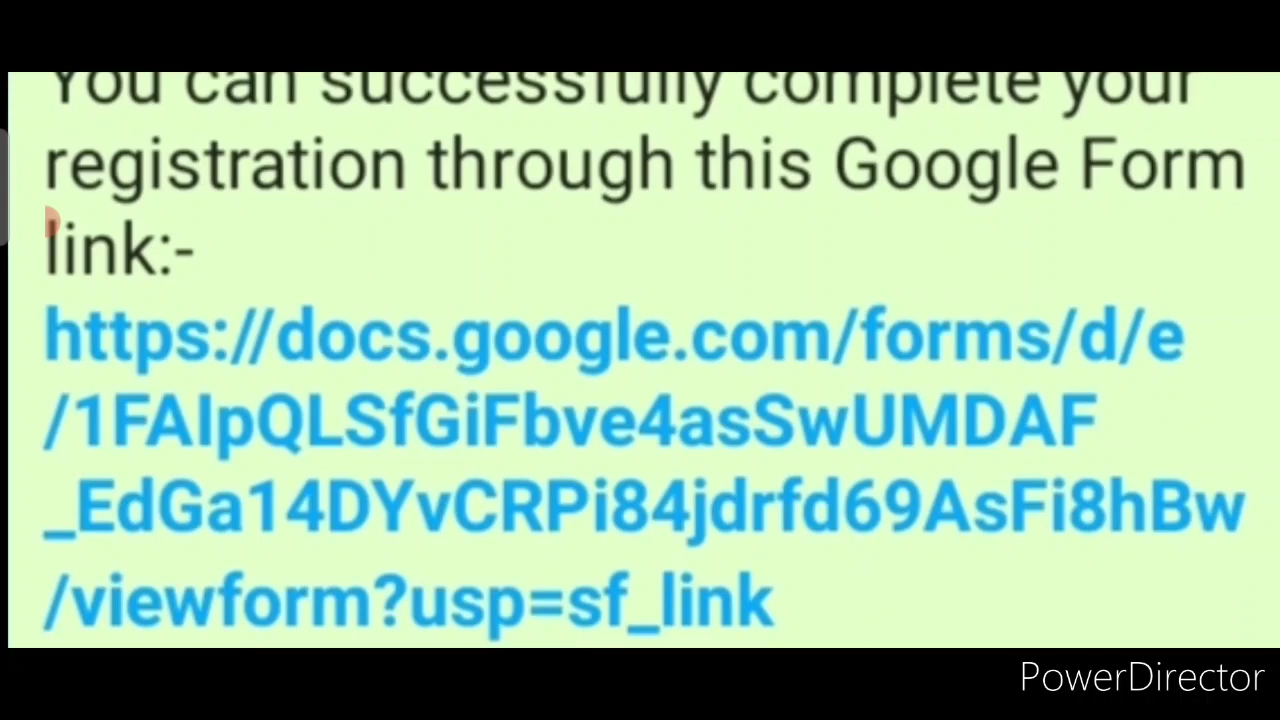 You can successfully complete your
registration through this Google Form
link:-
https://docs.google.com/forms/d/e
/1FAIpQLSfGiFbve4asSwUMDAF
_EdGa14DYvCRPi84jdrfd69AsFi8hBw
/viewform?usp=sf_link
PowerDirector